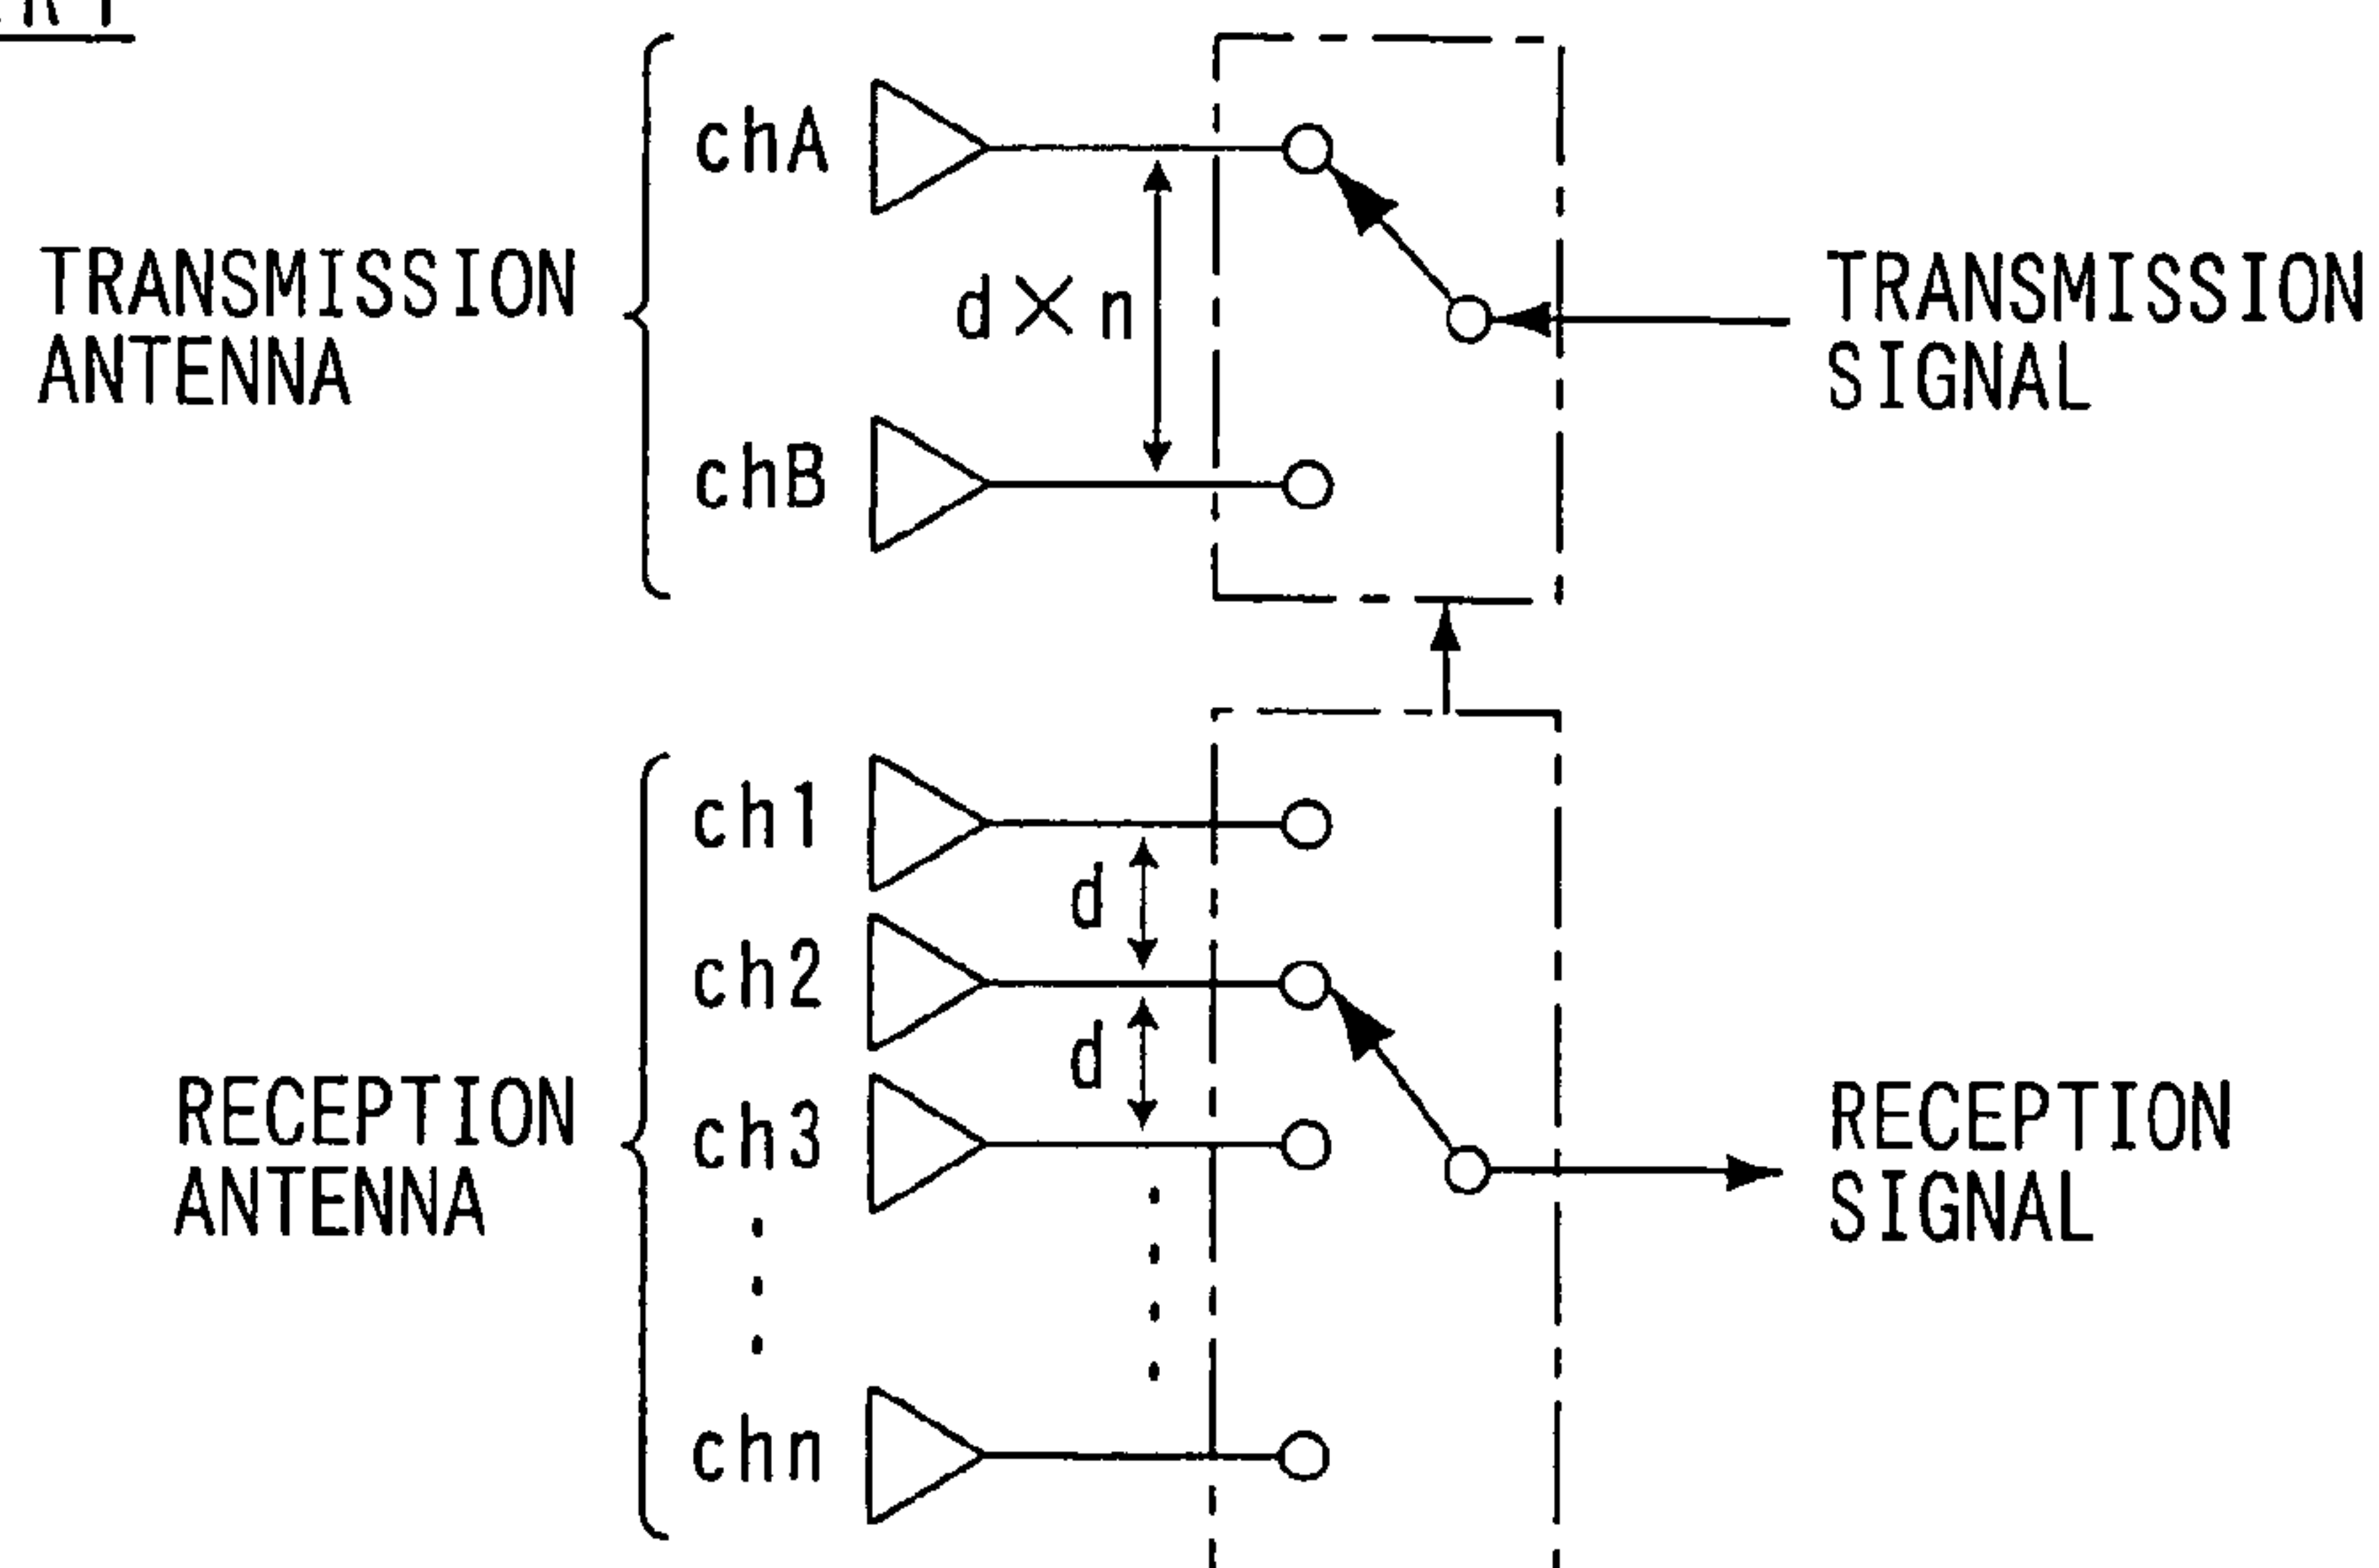 chA
TRANSMISSION
ANTENNA
d × n
TRANSMISSION
SIGNAL
chB
ch1
d
ch2
d
RECEPTION
ANTENNA
ch3
RECEPTION
SIGNAL
chn